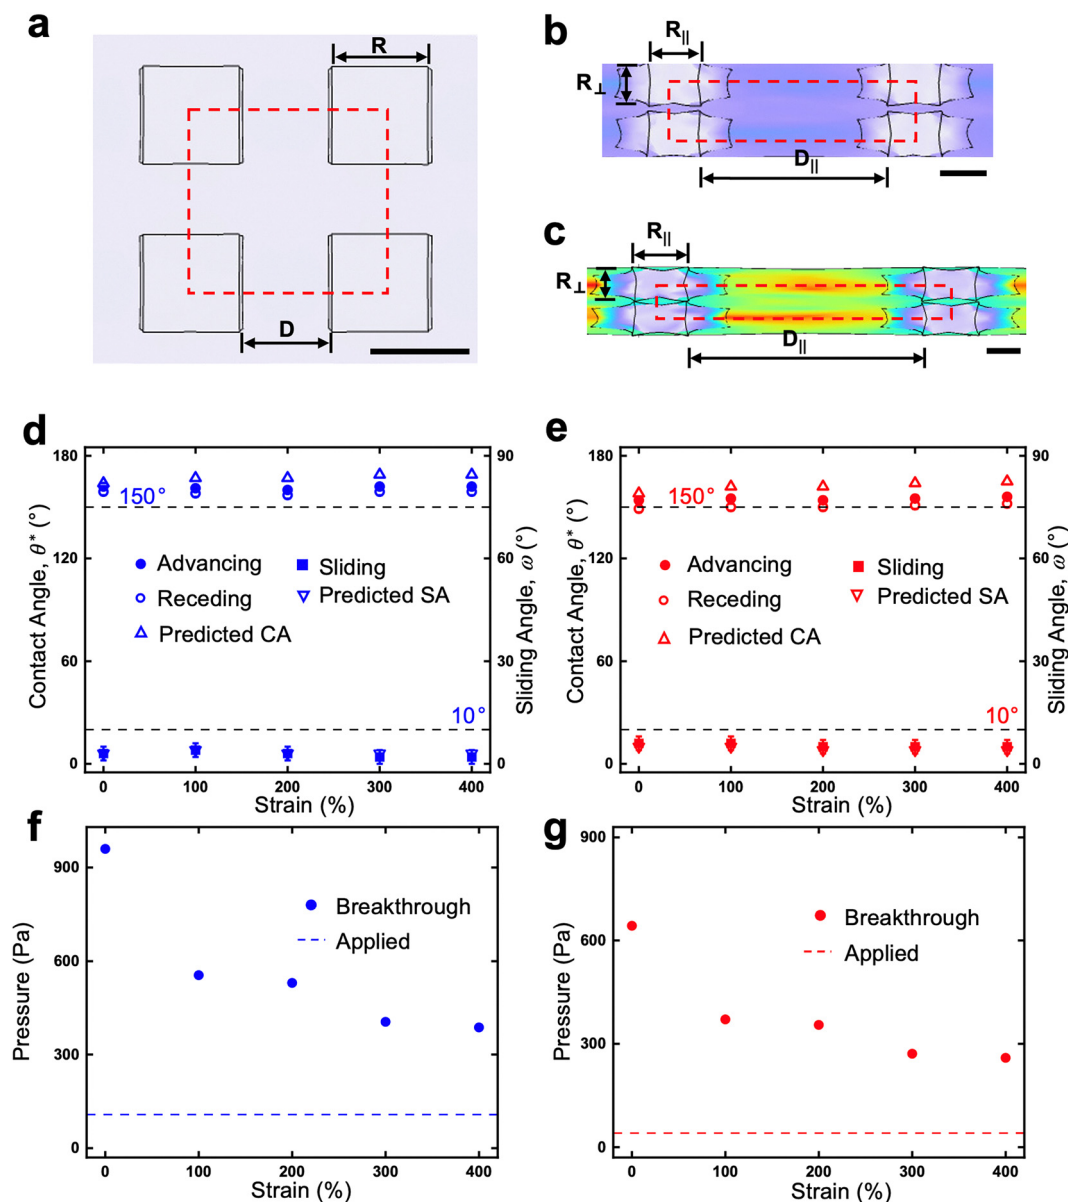 a
R
D
b
R||
R⊥
D||
c
R||
R⊥
D||
d
180
120
60
0
Contact Angle, θ* (°)
90
60
30
0
Sliding Angle, ω (°)
150°
Advancing
Receding
Predicted CA
Sliding
Predicted SA
10°
0 100 200 300 400
Strain (%)
e
180
120
60
0
Contact Angle, θ* (°)
90
60
30
0
Sliding Angle, ω (°)
150°
Advancing
Receding
Predicted CA
Sliding
Predicted SA
10°
0 100 200 300 400
Strain (%)
f
900
600
300
0
Pressure (Pa)
Breakthrough
Applied
0 100 200 300 400
Strain (%)
g
900
600
300
0
Pressure (Pa)
Breakthrough
Applied
0 100 200 300 400
Strain (%)